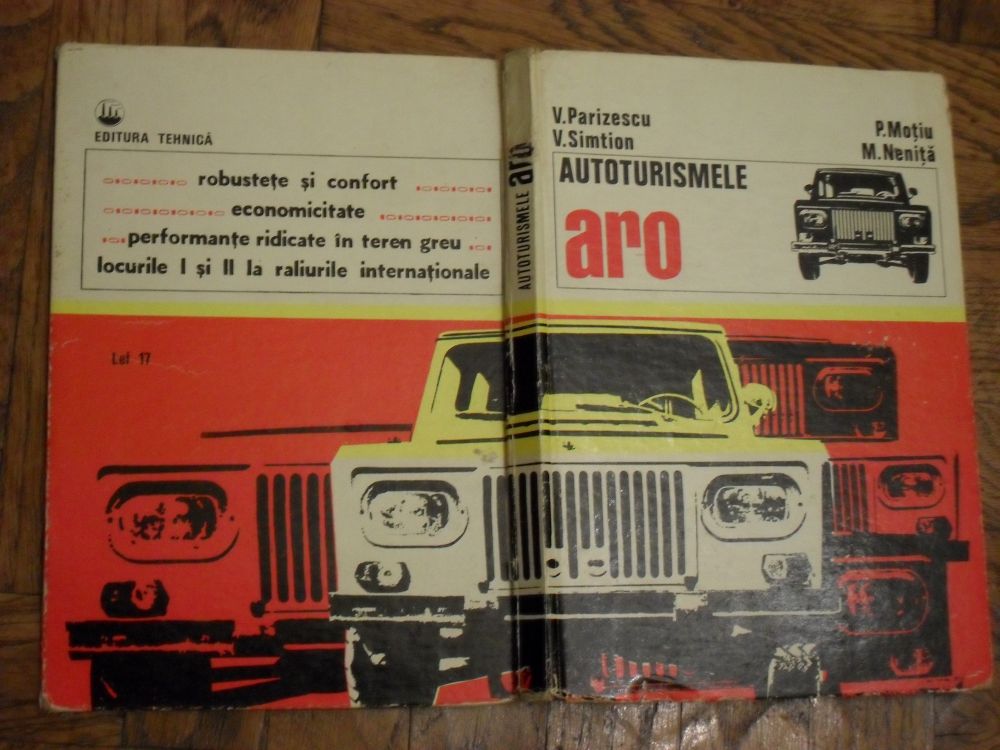 EDITURA TEHNICĂ
robustețe și confort
economicitate
performanțe ridicate în teren greu
locurile I și II la raliurile internaționale
Lei 17
AUTOTURISMELE aro
V.Parizescu
V.Simtion
P.Moțiu
M.Neniță
AUTOTURISMELE
aro